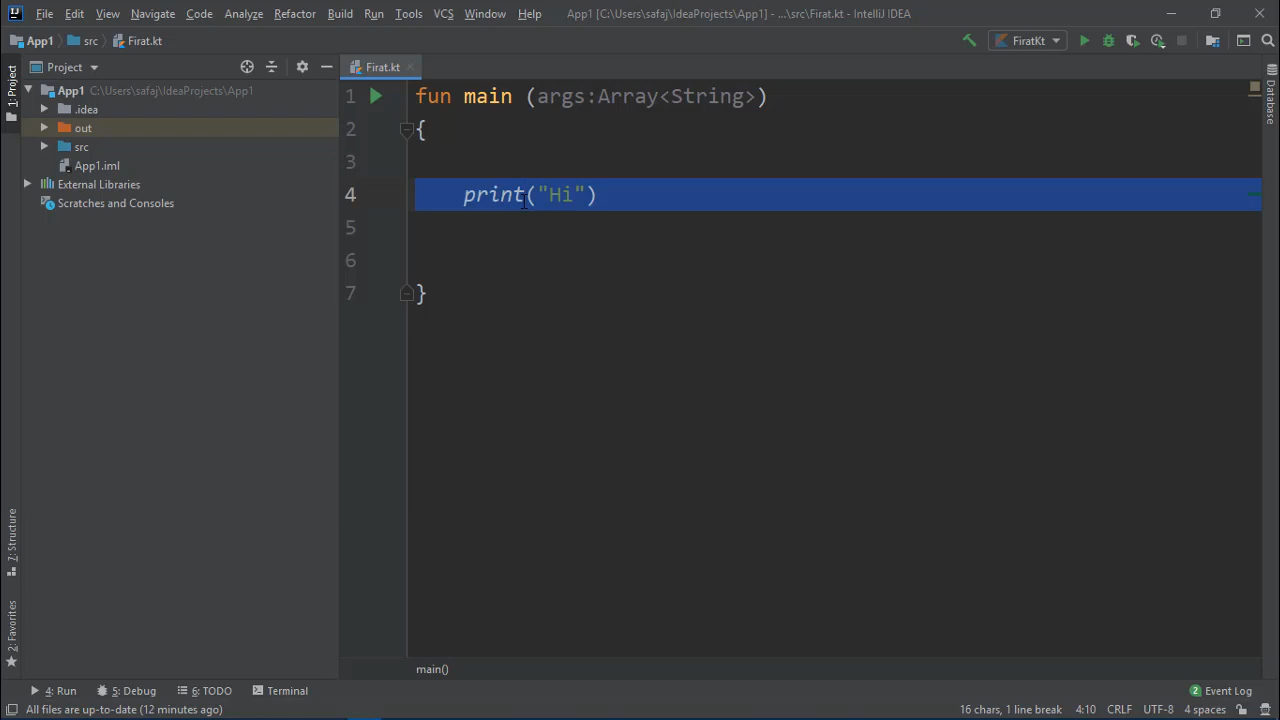 File Edit View Navigate Code Analyze Refactor Build Run Tools VCS Window Help App1 [C:\Users\safaj\IdeaProjects\App1] - ...\src\Firat.kt - IntelliJ IDEA
App1 src Firat.kt FiratKt
1: Project
Project
Firat.kt
App1 C:\Users\safaj\IdeaProjects\App1
.idea
out
src
App1.iml
External Libraries
Scratches and Consoles
1 fun main (args:Array<String>)
2 {
3
4 print("Hi")
5
6
7 }
Database
7: Structure
2: Favorites
main()
4: Run 5: Debug 6: TODO Terminal 2 Event Log
All files are up-to-date (12 minutes ago) 16 chars, 1 line break 4:10 CRLF UTF-8 4 spaces